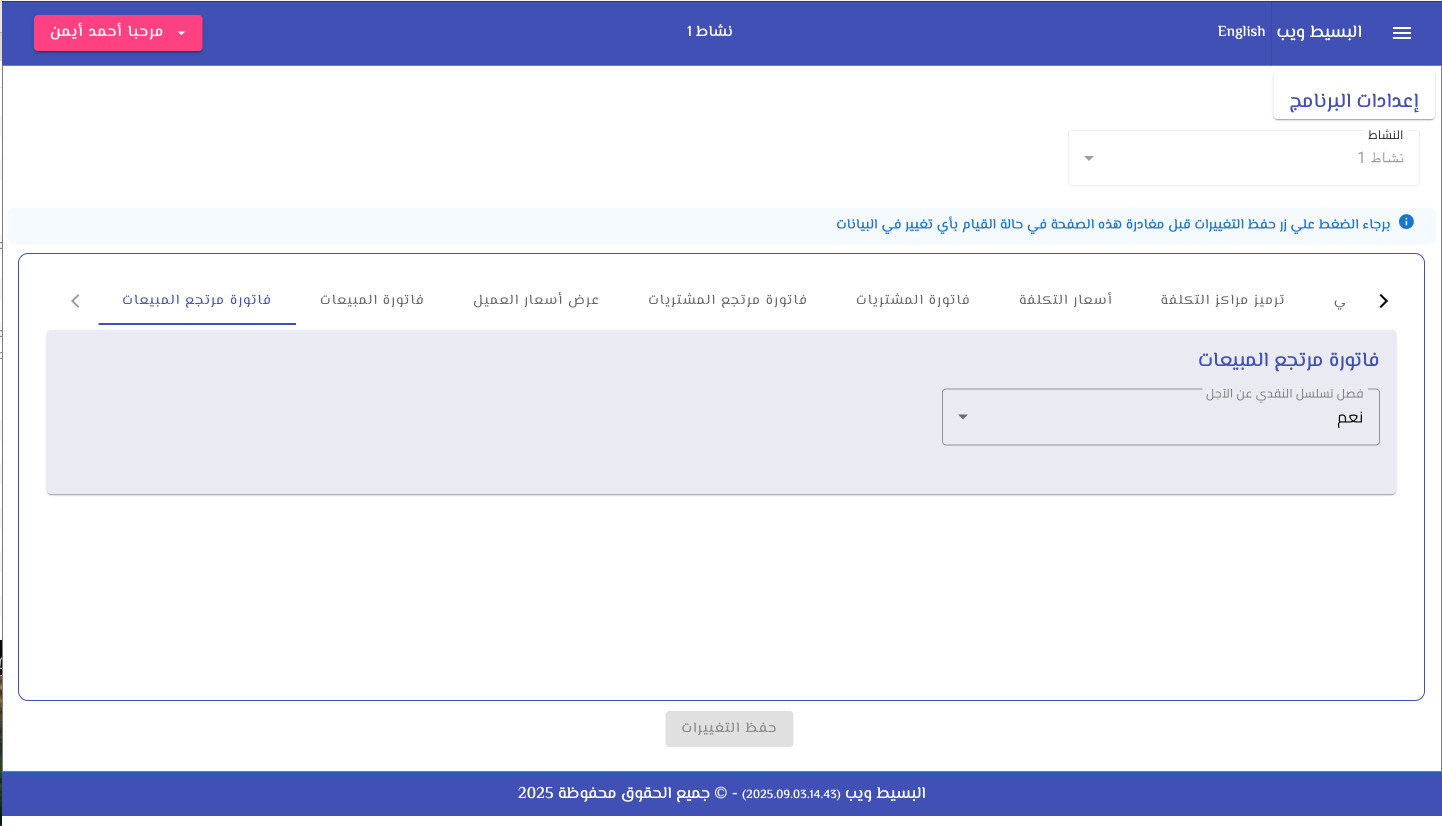 البسيط ويب
English
نشاط 1
مرحبا أحمد أيمن
إعدادات البرنامج
النشاط
نشاط 1
برجاء الضغط علي زر حفظ التغييرات قبل مغادرة هذه الصفحة في حالة القيام بأي تغيير في البيانات
ي ترميز مراكز التكلفة أسعار التكلفة فاتورة المشتريات فاتورة مرتجع المشتريات عرض أسعار العميل فاتورة المبيعات فاتورة مرتجع المبيعات
فاتورة مرتجع المبيعات
فصل تسلسل النقدي عن الآجل
نعم
حفظ التغييرات
البسيط ويب (2025.09.03.14.43) - © جميع الحقوق محفوظة 2025